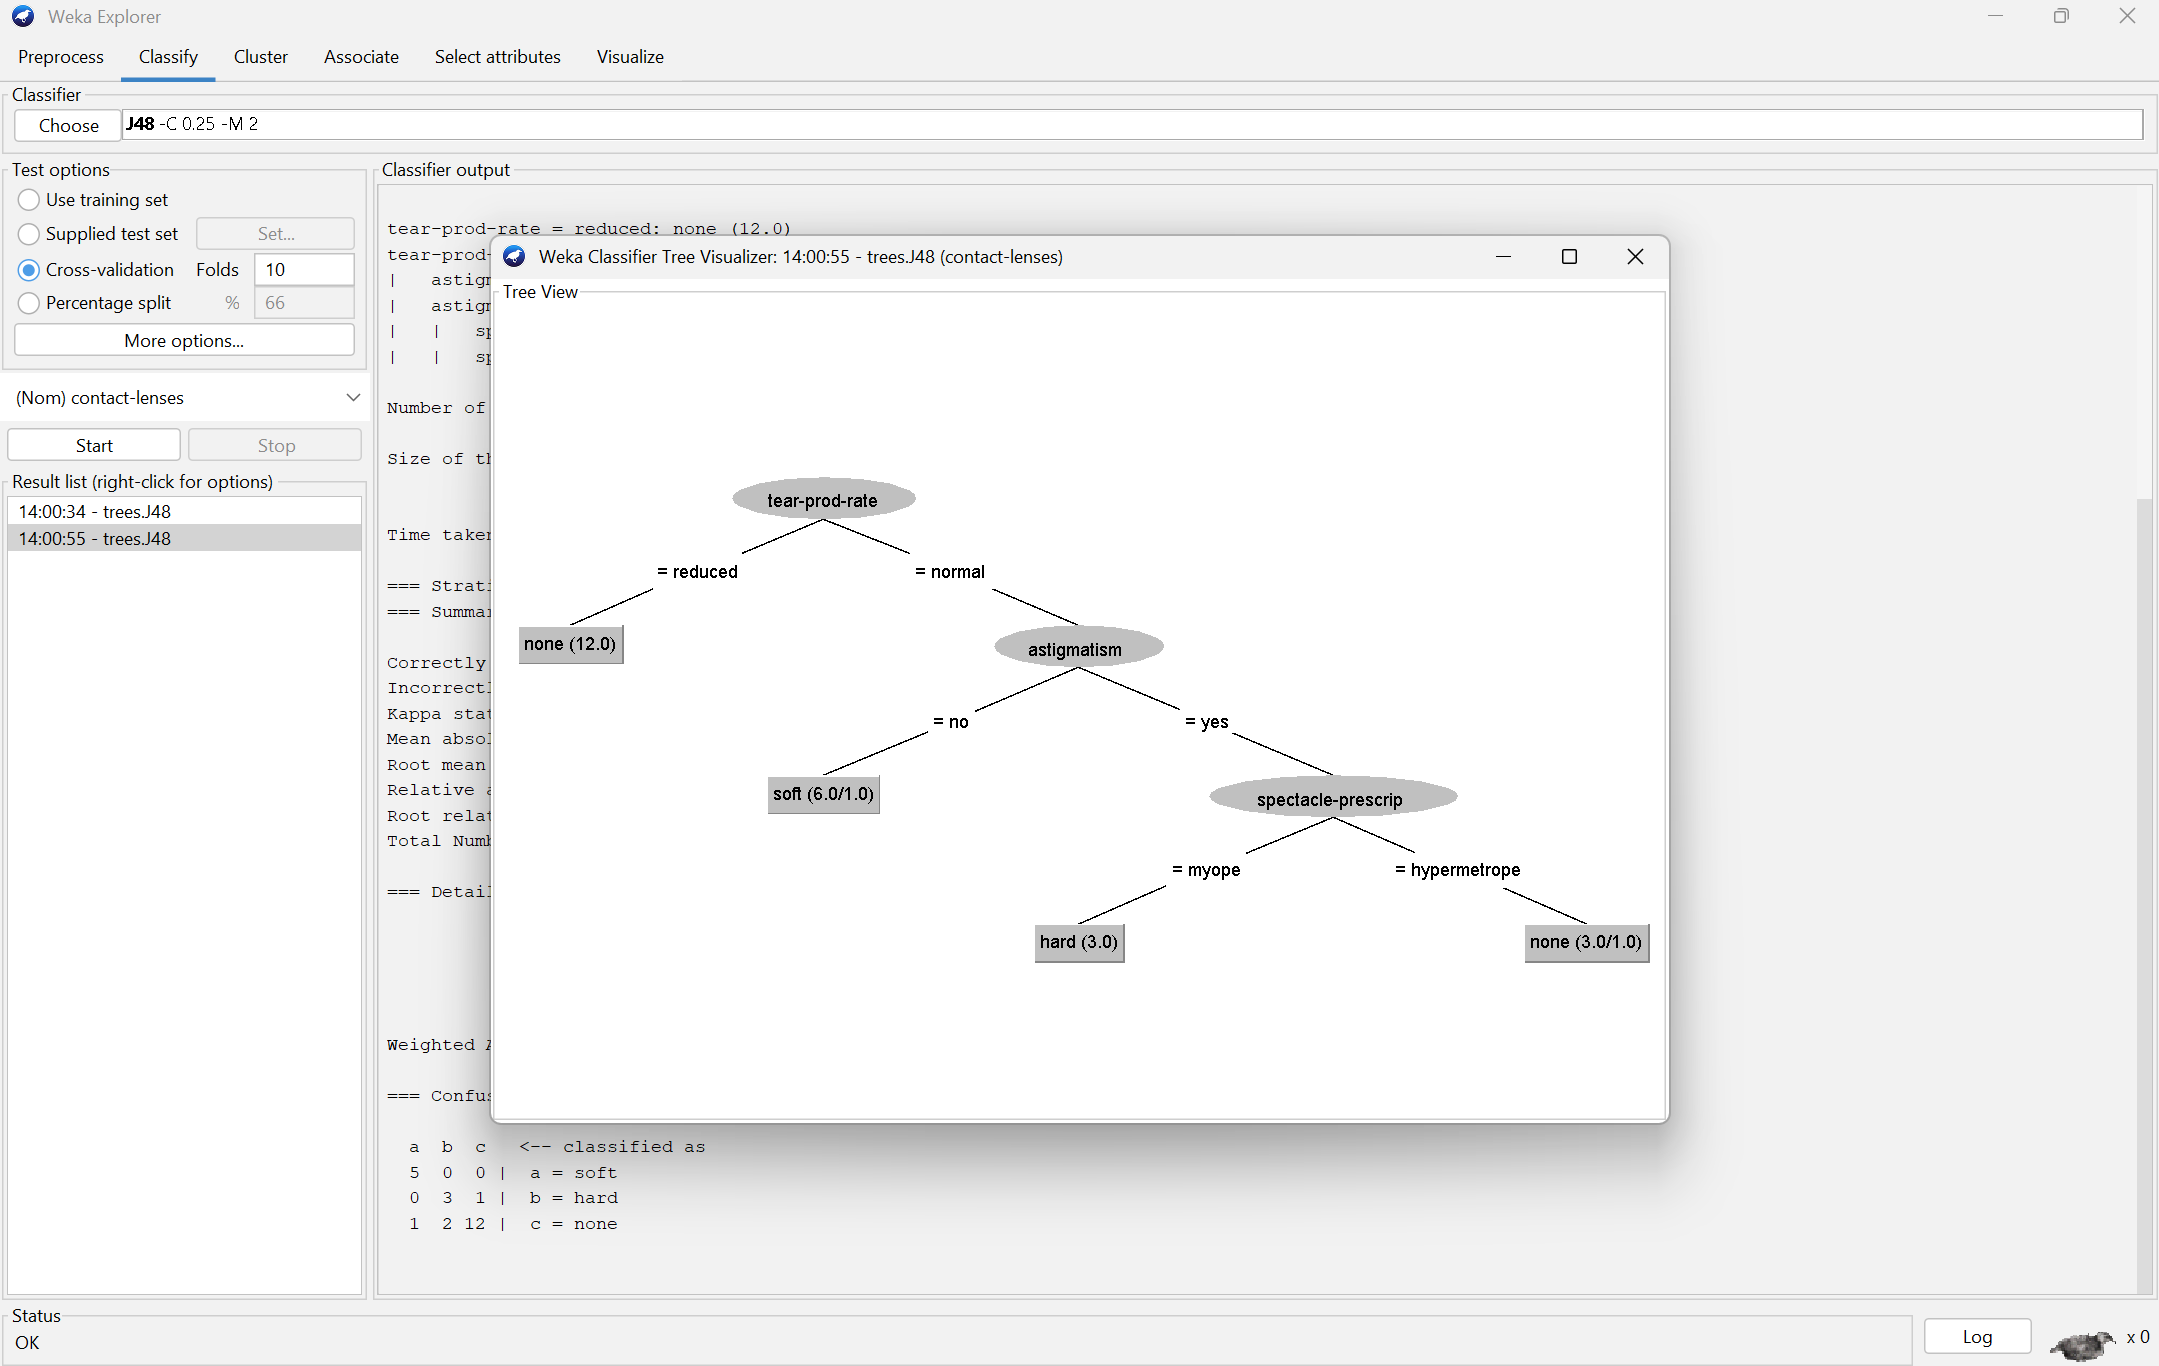 Weka Explorer
Preprocess Classify Cluster Associate Select attributes Visualize
Classifier
Choose J48 -C 0.25 -M 2
Test options
Use training set
Supplied test set Set...
Cross-validation Folds 10
Percentage split % 66
More options...
(Nom) contact-lenses
Start Stop
Result list (right-click for options)
14:00:34 - trees.J48
14:00:55 - trees.J48
Classifier output
tear-prod-rate = reduced: none (12.0)
tear-prod-
| astig
| astig
| | sp
| | sp
Number of
Size of th
Time taken
=== Strati
=== Summar
Correctly
Incorrectl
Kappa stat
Mean absol
Root mean
Relative a
Root relat
Total Numb
=== Detail
Weighted A
=== Confus
a b c <-- classified as
5 0 0 | a = soft
0 3 1 | b = hard
1 2 12 | c = none
Weka Classifier Tree Visualizer: 14:00:55 - trees.J48 (contact-lenses)
Tree View
tear-prod-rate
= reduced = normal
none (12.0)
astigmatism
= no = yes
soft (6.0/1.0)
spectacle-prescrip
= myope = hypermetrope
hard (3.0) none (3.0/1.0)
Status
OK
Log x 0